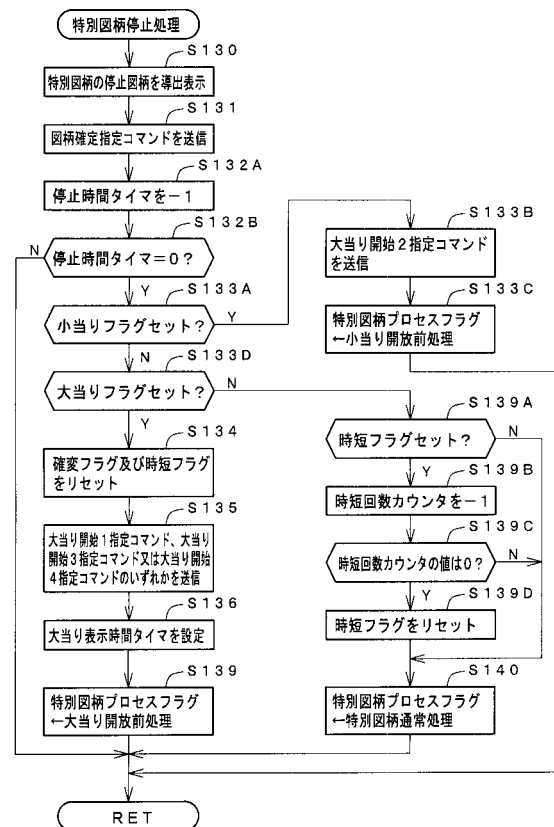 特別図柄停止処理
S130
特別図柄の停止図柄を導出表示
S131
図柄確定指定コマンドを送信
S132A
停止時間タイマを－1
S132B
停止時間タイマ＝0？
N
Y
S133A
小当りフラグセット？
Y
N
S133B
大当り開始2指定コマンド
を送信
S133C
特別図柄プロセスフラグ
←小当り開放前処理
S133D
大当りフラグセット？
N
Y
S134
確変フラグ及び時短フラグ
をリセット
S135
大当り開始1指定コマンド、大当り
開始3指定コマンド又は大当り開始
4指定コマンドのいずれかを送信
S136
大当り表示時間タイマを設定
S139
特別図柄プロセスフラグ
←大当り開放前処理
S139A
時短フラグセット？
N
Y
S139B
時短回数カウンタを－1
S139C
時短回数カウンタの値は0？
N
Y
S139D
時短フラグをリセット
S140
特別図柄プロセスフラグ
←特別図柄通常処理
RET